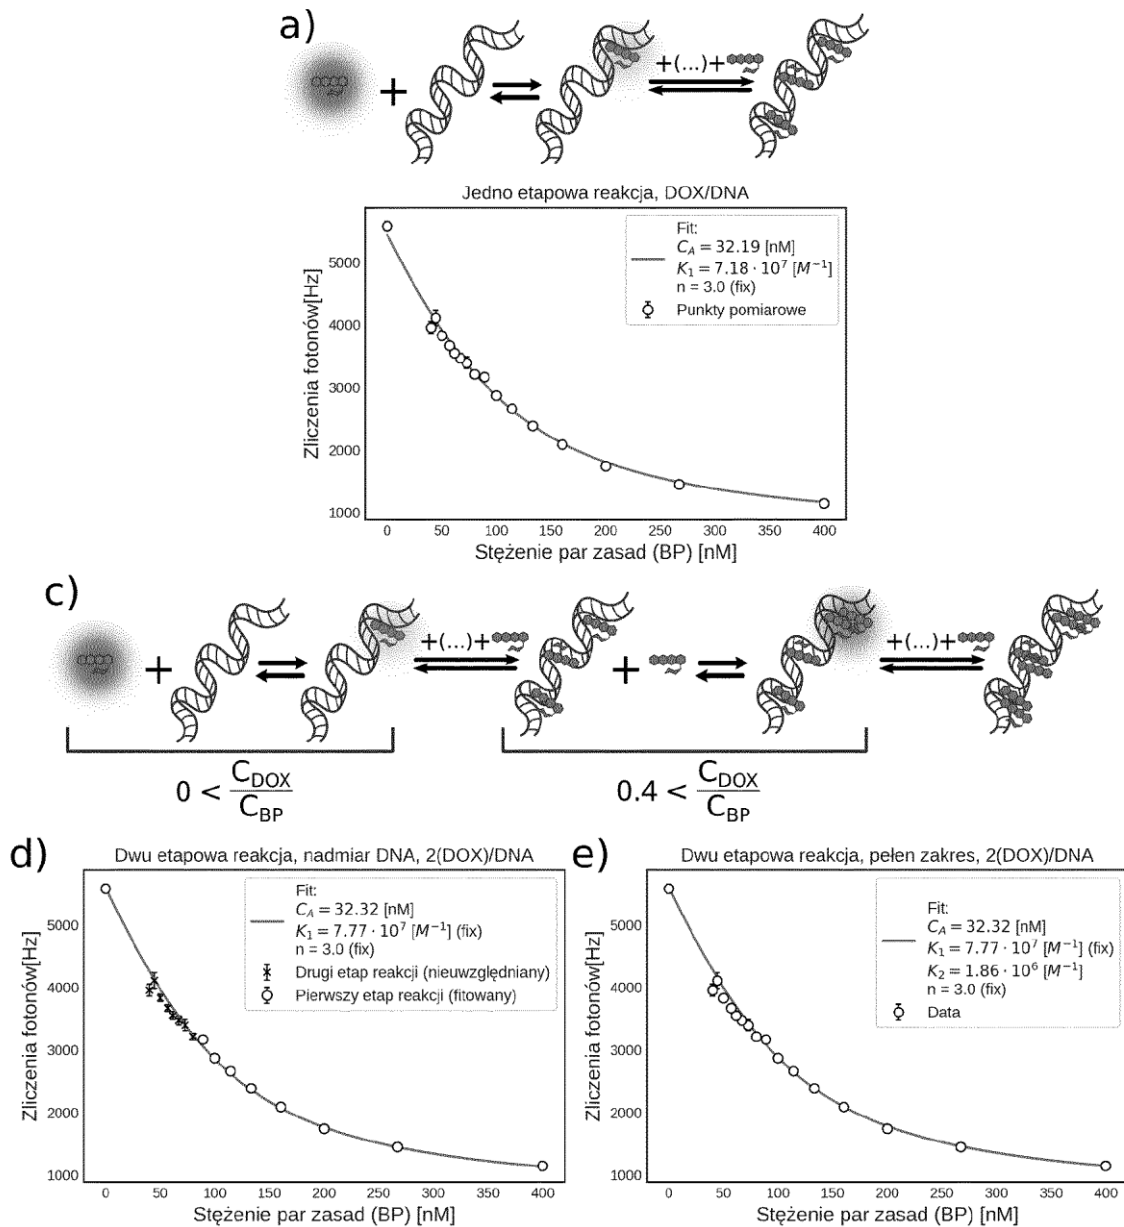 a)
+(...)+
Jedno etapowa reakcja, DOX/DNA
Fit:
C_A = 32.19 [nM]
K_1 = 7.18 · 10^7 [M^{-1}]
n = 3.0 (fix)
Punkty pomiarowe
Zliczenia fotonów[Hz]
5000
4000
3000
2000
1000
0 50 100 150 200 250 300 350 400
Stężenie par zasad (BP) [nM]
c)
+(...)+
+(...)+
0 < C_DOX/C_BP
0.4 < C_DOX/C_BP
d)
Dwu etapowa reakcja, nadmiar DNA, 2(DOX)/DNA
Fit:
C_A = 32.32 [nM]
K_1 = 7.77 · 10^7 [M^{-1}] (fix)
n = 3.0 (fix)
Drugi etap reakcji (nieuwzględniany)
Pierwszy etap reakcji (fitowany)
Zliczenia fotonów[Hz]
5000
4000
3000
2000
1000
0 50 100 150 200 250 300 350 400
Stężenie par zasad (BP) [nM]
e)
Dwu etapowa reakcja, pełen zakres, 2(DOX)/DNA
Fit:
C_A = 32.32 [nM]
K_1 = 7.77 · 10^7 [M^{-1}] (fix)
K_2 = 1.86 · 10^6 [M^{-1}]
n = 3.0 (fix)
Data
Zliczenia fotonów[Hz]
5000
4000
3000
2000
1000
0 50 100 150 200 250 300 350 400
Stężenie par zasad (BP) [nM]